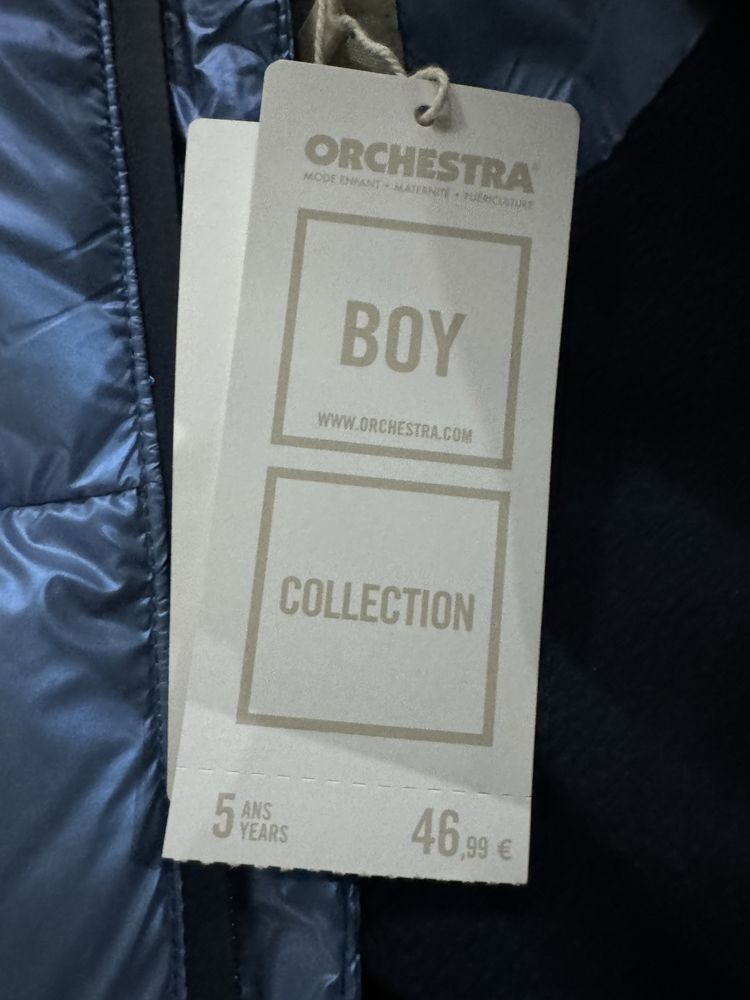 ORCHESTRA®
MODE ENFANT • MATERNITÉ • PUÉRICULTURE
BOY
WWW.ORCHESTRA.COM
COLLECTION
5 ANS
YEARS
46,99 €